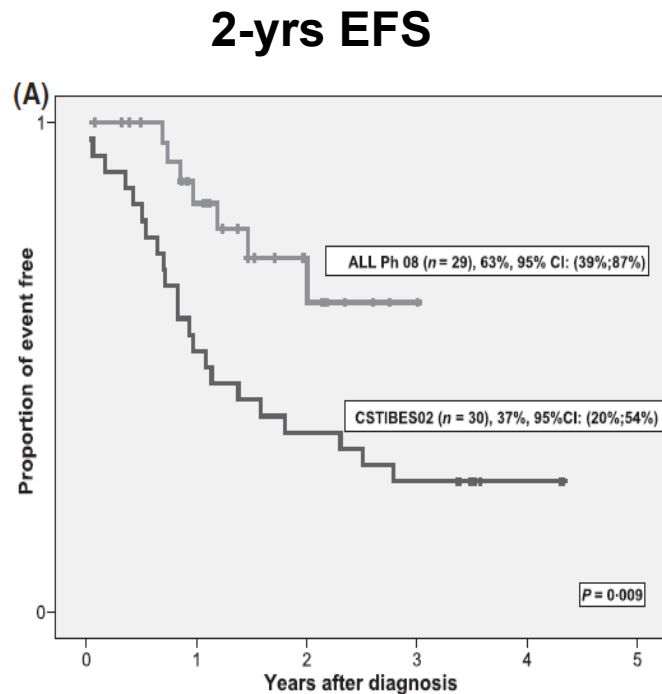 2-yrs EFS
(A)
1
ALL Ph 08 (n = 29), 63%, 95% CI: (39%;87%)
Proportion of event free
CSTIBES02 (n = 30), 37%, 95%CI: (20%;54%)
P = 0·009
0
0 1 2 3 4 5
Years after diagnosis